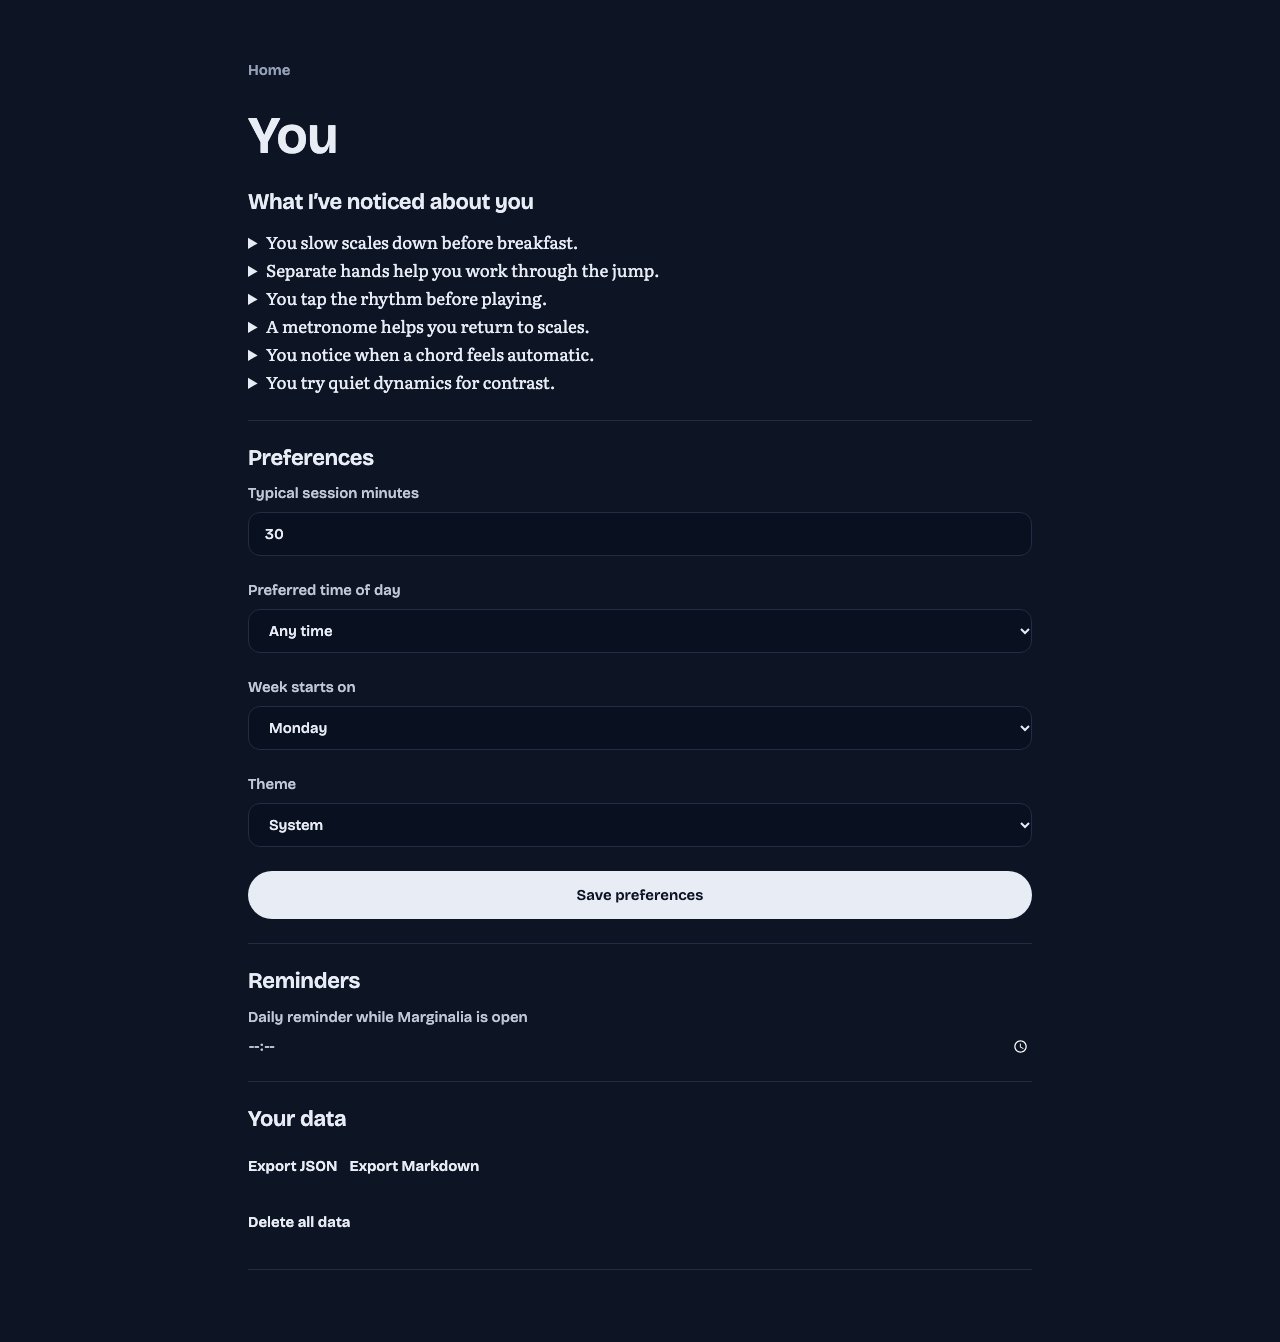 Home
You
What I’ve noticed about you
You slow scales down before breakfast.
Separate hands help you work through the jump.
You tap the rhythm before playing.
A metronome helps you return to scales.
You notice when a chord feels automatic.
You try quiet dynamics for contrast.
Preferences
Typical session minutes
30
Preferred time of day
Any time
Week starts on
Monday
Theme
System
Save preferences
Reminders
Daily reminder while Marginalia is open
--:--
Your data
Export JSON Export Markdown
Delete all data